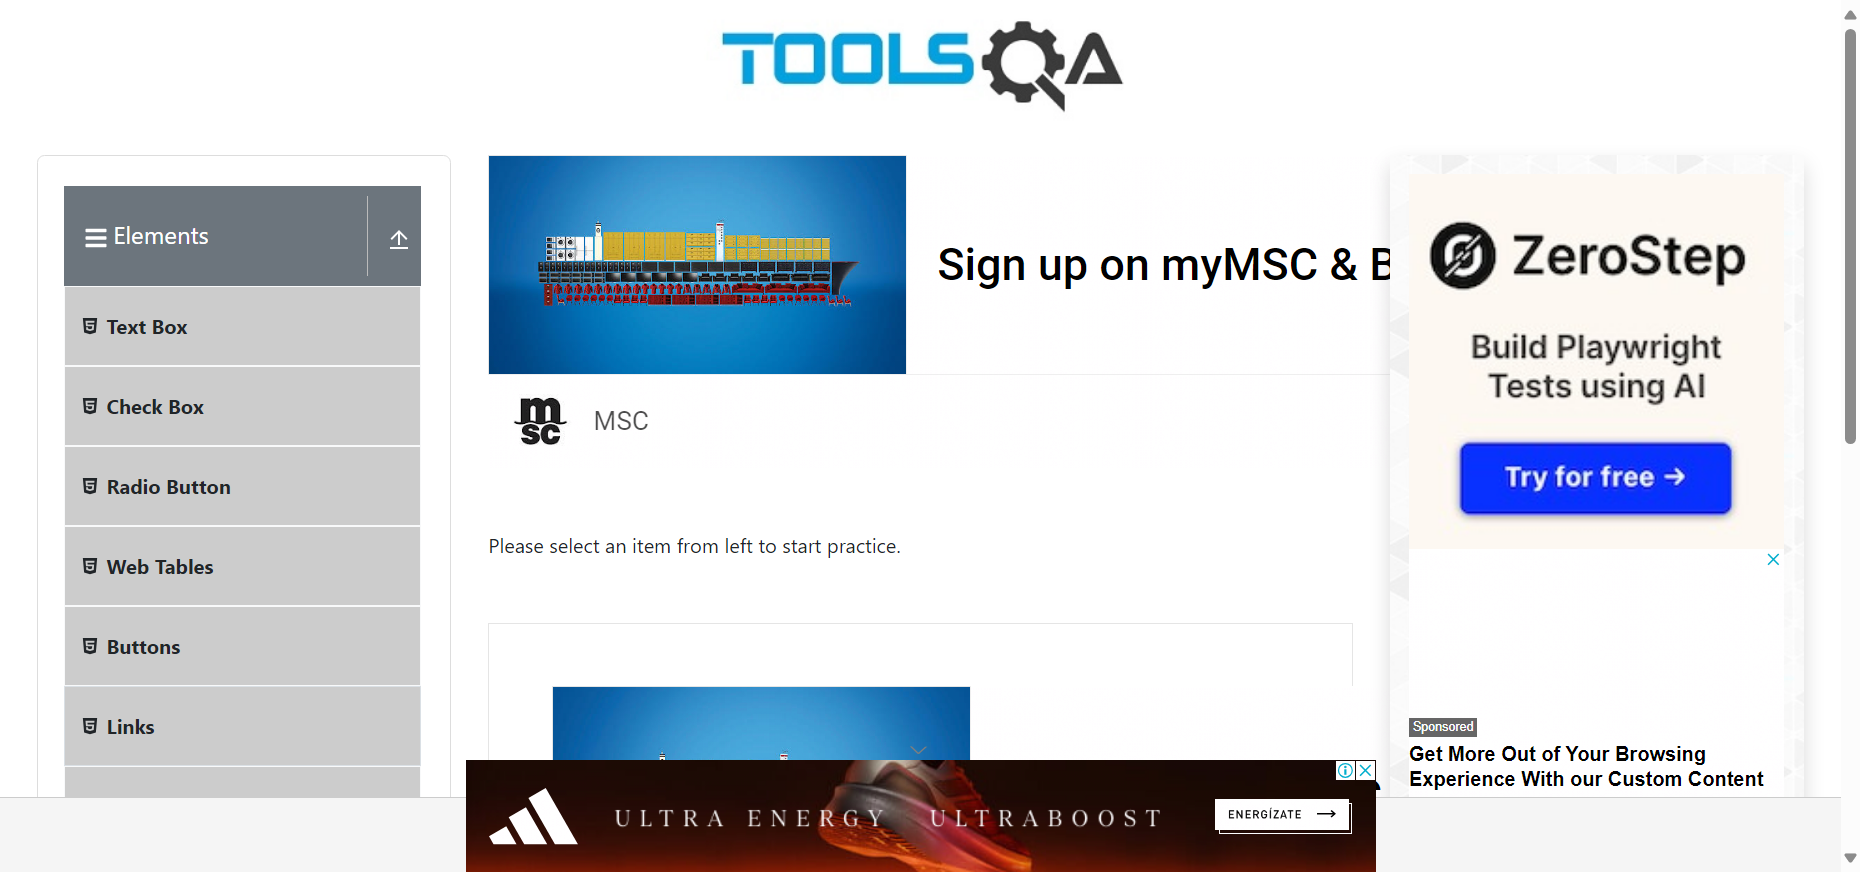 TOOLSQA
Elements
Text Box
Check Box
Radio Button
Web Tables
Buttons
Links
Sign up on myMSC & B
msc
MSC
Please select an item from left to start practice.
ZeroStep
Build Playwright
Tests using AI
Try for free →
Sponsored
Get More Out of Your Browsing
Experience With our Custom Content
ULTRA ENERGY ULTRABOOST
ENERGÍZATE →